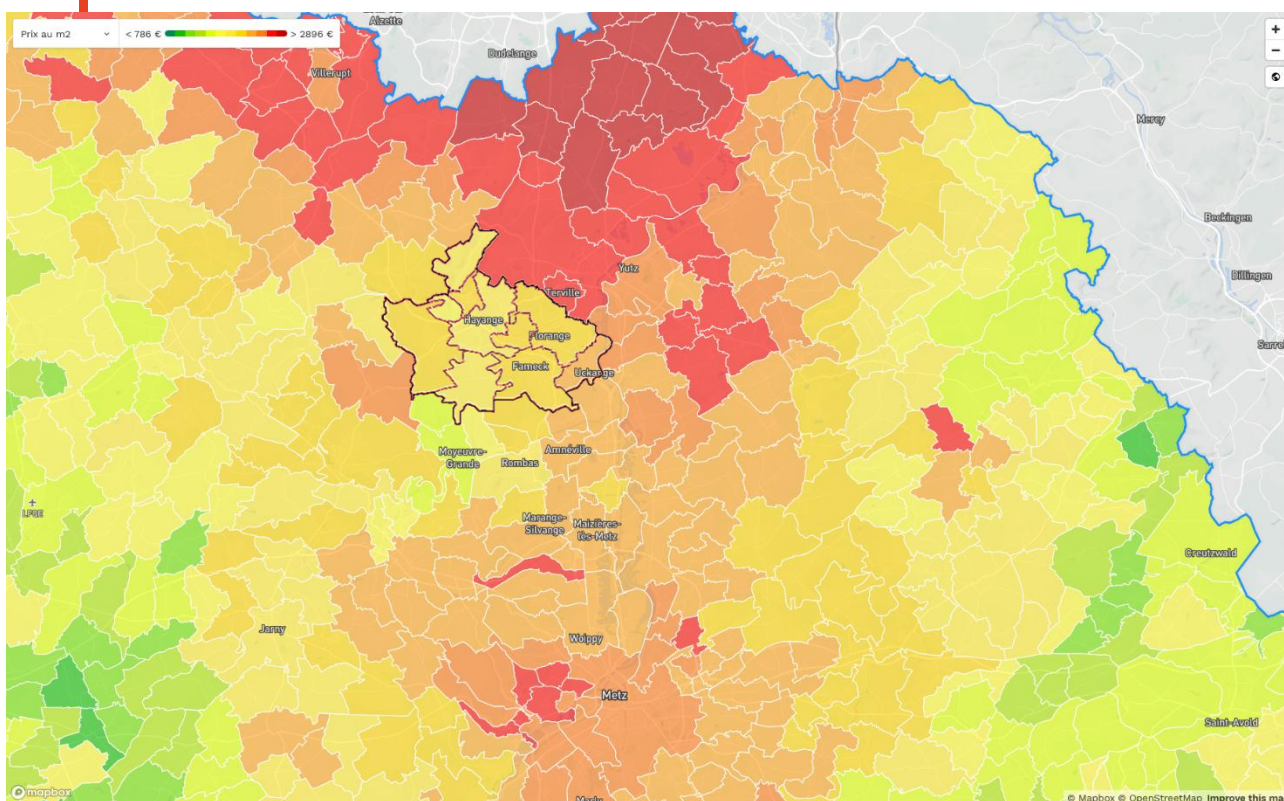 Alzette
Prix au m2
< 786 €
> 2896 €
Dudelange
Villerupt
Mercy
Beckingen
Dillingen
Yutz
Terville
Hayange
Florange
Fameck
Uckange
Moyeuvre-
Grande
Rombas
Amnéville
LFGE
Marange-
Silvange
Maizières-
lès-Metz
Creutzwald
Jarny
Woippy
Metz
Saint-Avold
mapbox
© Mapbox © OpenStreetMap Improve this ma